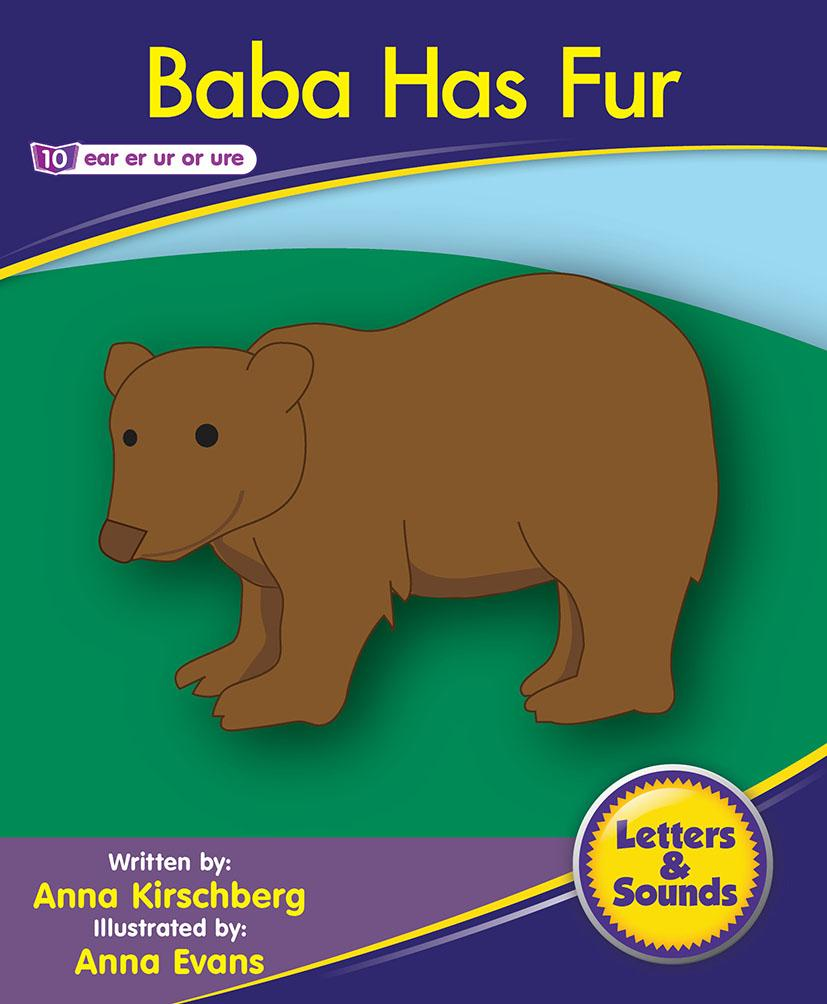 Baba Has Fur
10 ear er ur or ure
Written by:
Anna Kirschberg
Illustrated by:
Anna Evans
Letters
&
Sounds